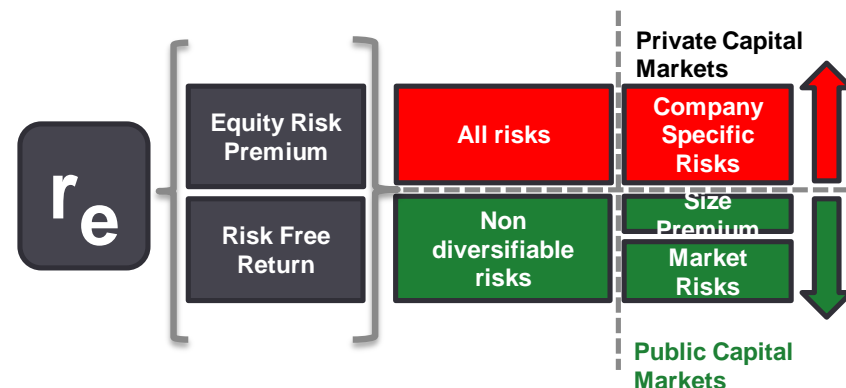 Private Capital
Markets
Equity Risk
Premium
All risks
Company
Specific
Risks
re
Size
Premium
Risk Free
Return
Non
diversifiable
risks
Market
Risks
Public Capital
Markets